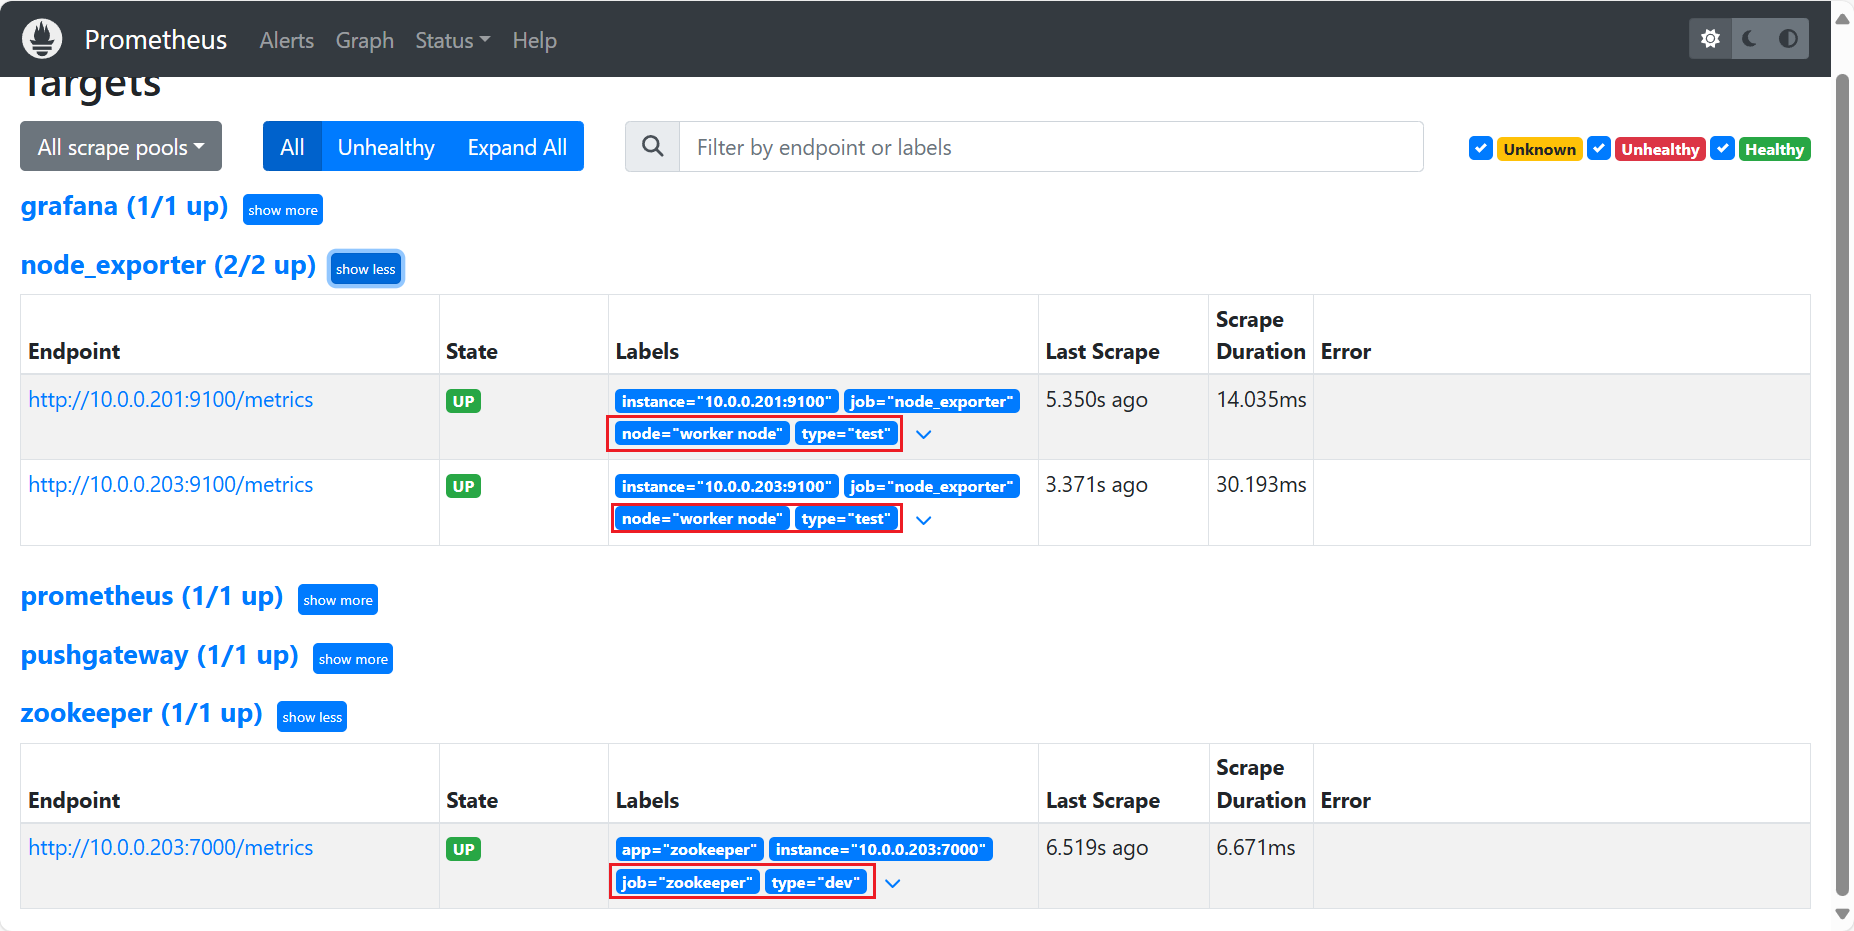 Prometheus Alerts Graph Status Help
Targets
All scrape pools All Unhealthy Expand All Filter by endpoint or labels Unknown Unhealthy Healthy
grafana (1/1 up) show more
node_exporter (2/2 up) show less
Endpoint State Labels Last Scrape Scrape Duration Error
http://10.0.0.201:9100/metrics UP instance="10.0.0.201:9100" job="node_exporter" 5.350s ago 14.035ms
node="worker node" type="test"
http://10.0.0.203:9100/metrics UP instance="10.0.0.203:9100" job="node_exporter" 3.371s ago 30.193ms
node="worker node" type="test"
prometheus (1/1 up) show more
pushgateway (1/1 up) show more
zookeeper (1/1 up) show less
Endpoint State Labels Last Scrape Scrape Duration Error
http://10.0.0.203:7000/metrics UP app="zookeeper" instance="10.0.0.203:7000" 6.519s ago 6.671ms
job="zookeeper" type="dev"